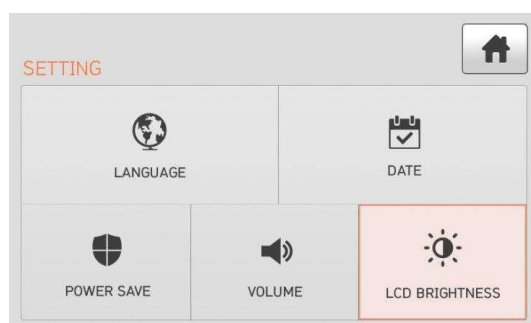 SETTING
LANGUAGE
DATE
POWER SAVE
VOLUME
LCD BRIGHTNESS